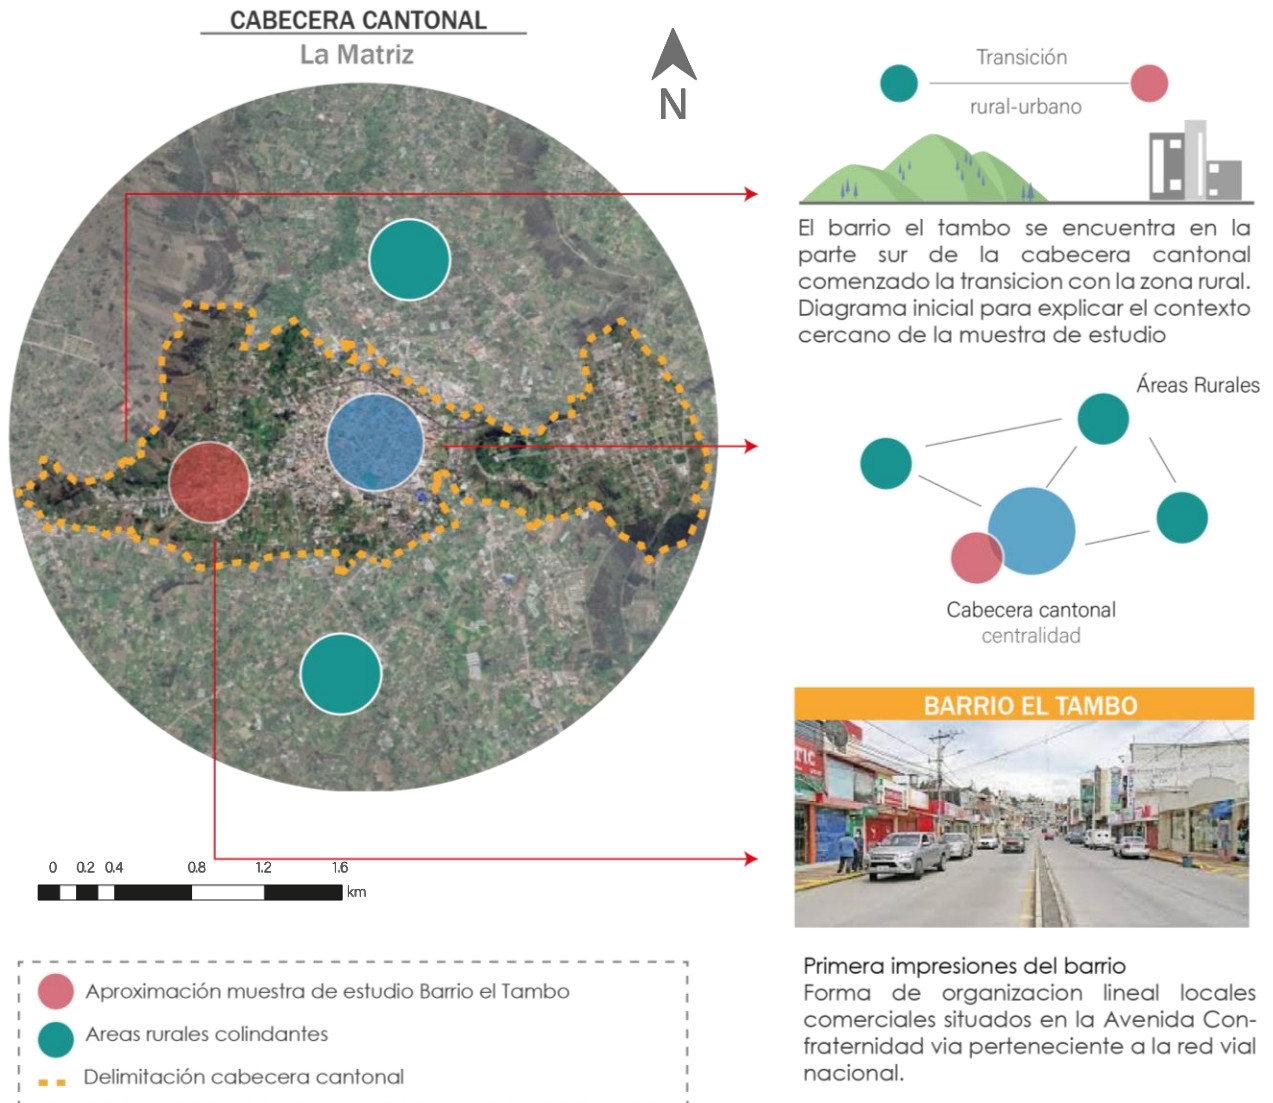 CABECERA CANTONAL
La Matriz
N
Transición
rural-urbano
El barrio el tambo se encuentra en la
parte sur de la cabecera cantonal
comenzado la transicion con la zona rural.
Diagrama inicial para explicar el contexto
cercano de la muestra de estudio
Áreas Rurales
Cabecera cantonal
centralidad
BARRIO EL TAMBO
0 0.2 0.4 0.8 1.2 1.6
km
Primera impresiones del barrio
Forma de organizacion lineal locales
comerciales situados en la Avenida Con-
fraternidad via perteneciente a la red vial
nacional.
Aproximación muestra de estudio Barrio el Tambo
Areas rurales colindantes
Delimitación cabecera cantonal